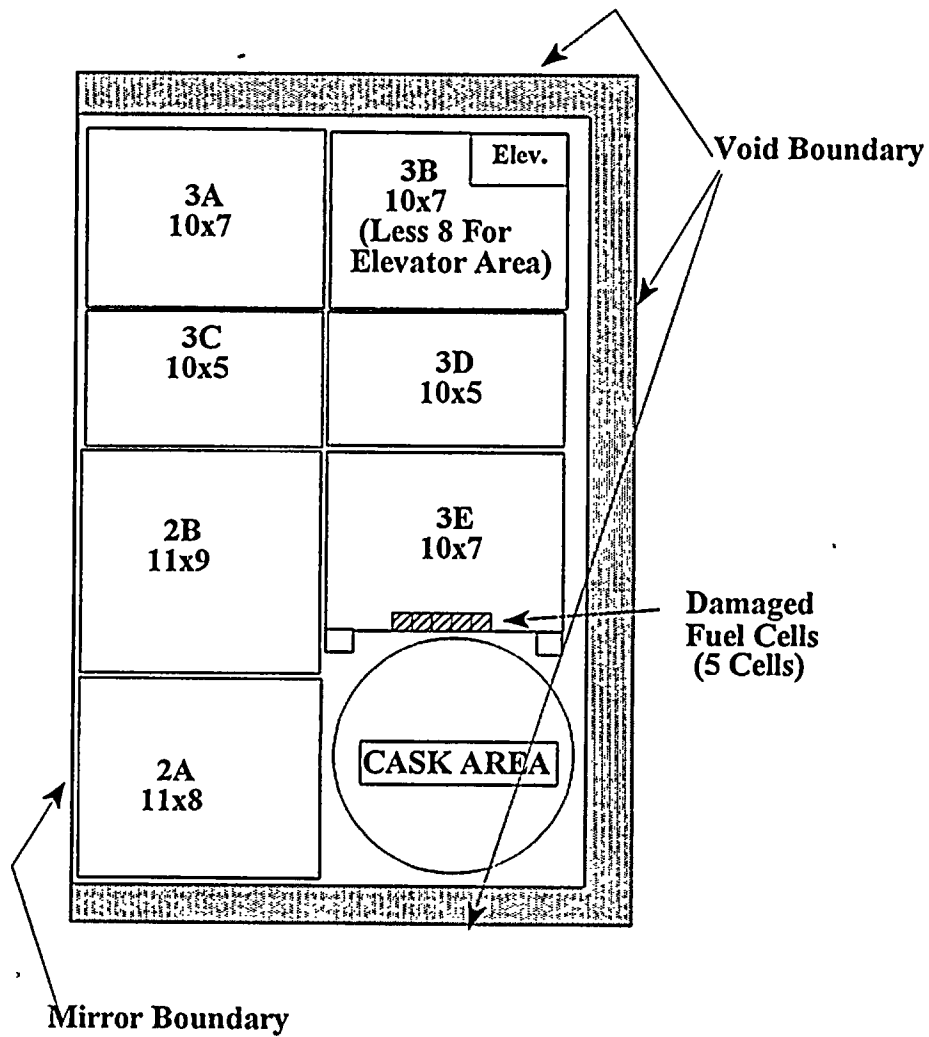 Void Boundary
Elev.
3A
10x7
3B
10x7
(Less 8 For
Elevator Area)
3C
10x5
3D
10x5
2B
11x9
3E
10x7
Damaged
Fuel Cells
(5 Cells)
2A
11x8
CASK AREA
Mirror Boundary